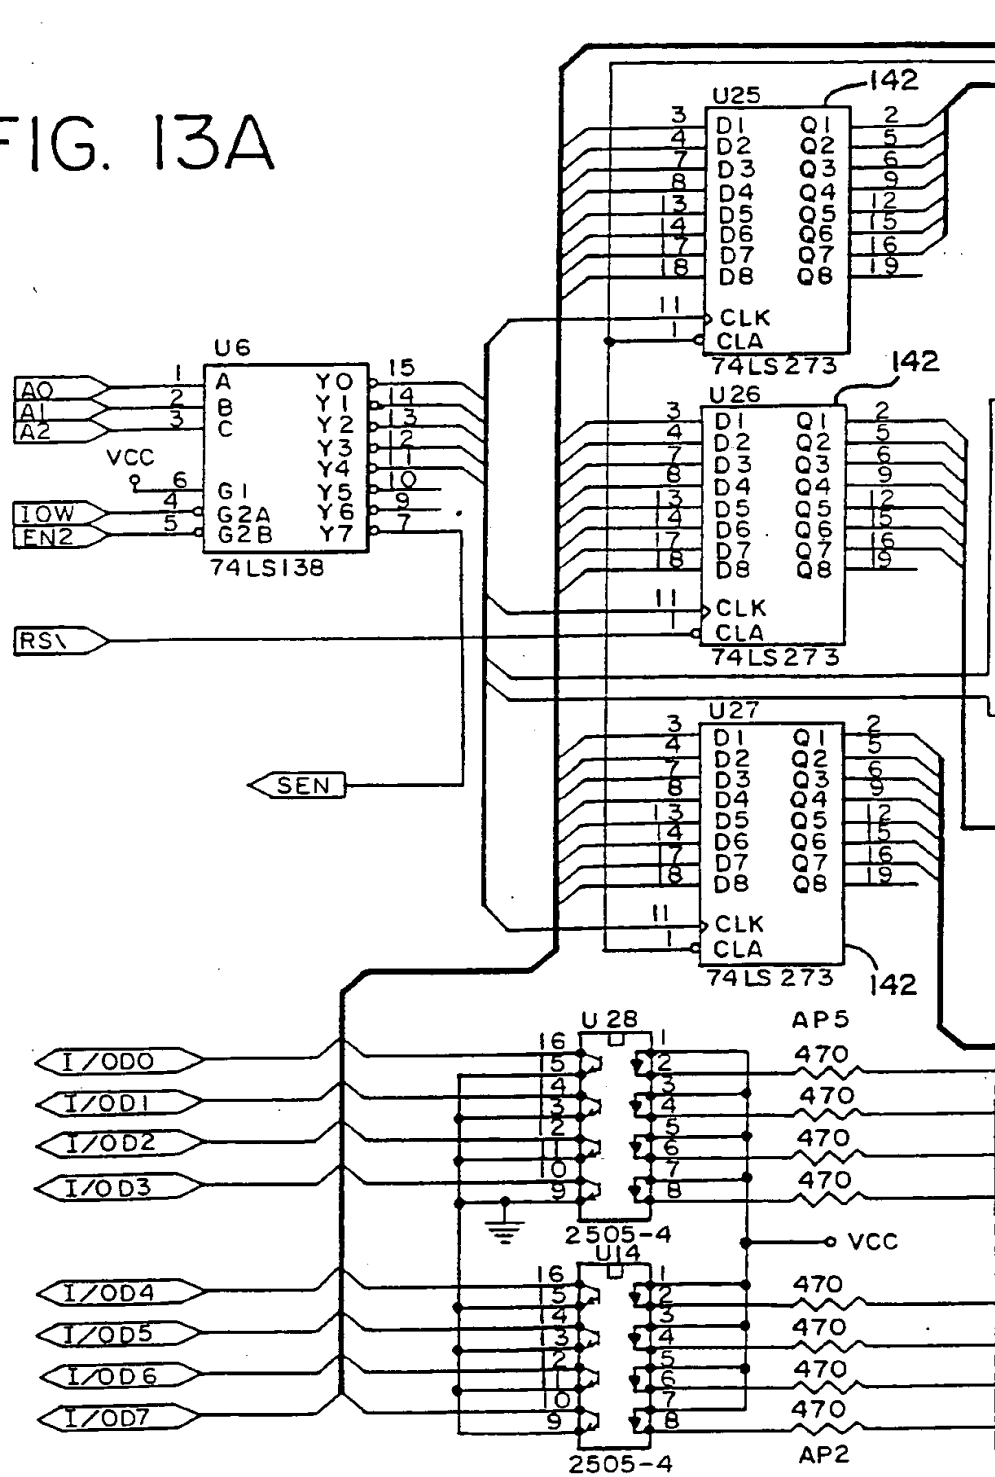 FIG. 13A
U25
142
3 D1 Q1 2
4 D2 Q2 5
7 D3 Q3 6
8 D4 Q4 9
13 D5 Q5 12
14 D6 Q6 15
17 D7 Q7 16
18 D8 Q8 19
11 CLK
1 CLA
74LS273
U6
A0 1 A Y0 15
A1 2 B Y1 14
A2 3 C Y2 13
Y3 12
VCC Y4 11
6 G1 Y5 10
IOW 4 G2A Y6 9
EN2 5 G2B Y7 7
74LS138
142
U26
3 D1 Q1 2
4 D2 Q2 5
7 D3 Q3 6
8 D4 Q4 9
13 D5 Q5 12
14 D6 Q6 15
17 D7 Q7 16
18 D8 Q8 19
11 CLK
1 CLA
74LS273
RS\
SEN
U27
3 D1 Q1 2
4 D2 Q2 5
7 D3 Q3 6
8 D4 Q4 9
13 D5 Q5 12
14 D6 Q6 15
17 D7 Q7 16
18 D8 Q8 19
11 CLK
1 CLA
74LS273
142
U28
AP5
I/OD0 16 1
15 2 470
I/OD1 14 3
13 4 470
I/OD2 12 5
11 6 470
I/OD3 10 7
9 8 470
2505-4
VCC
U14
I/OD4 16 1
15 2 470
I/OD5 14 3
13 4 470
I/OD6 12 5
11 6 470
I/OD7 10 7
9 8 470
2505-4
AP2